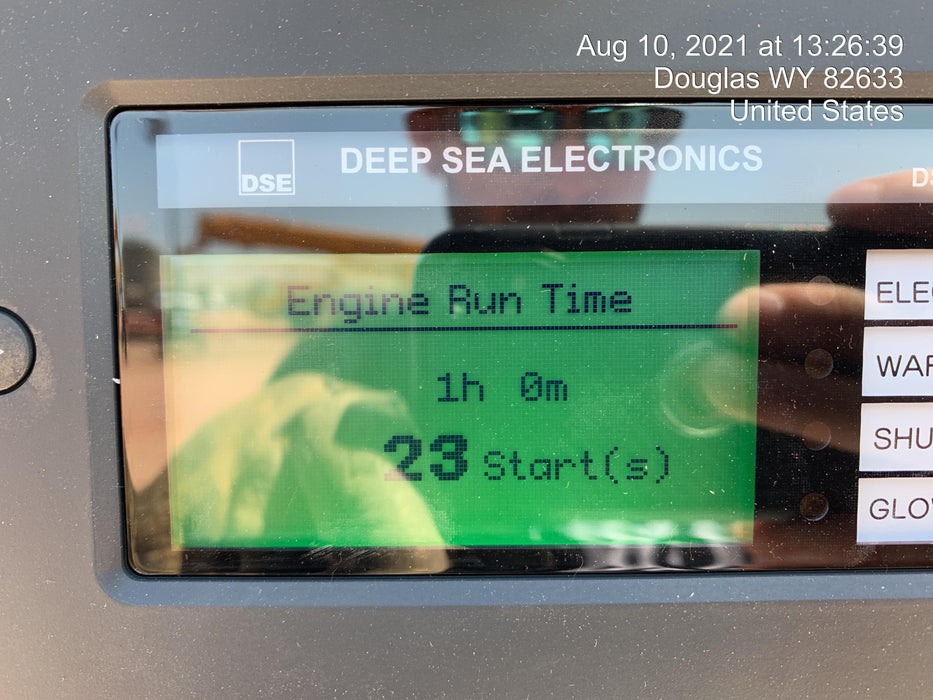 Aug 10, 2021 at 13:26:39
Douglas WY 82633
United States
DSE
DEEP SEA ELECTRONICS
Engine Run Time
1h 0m
23 Start(s)